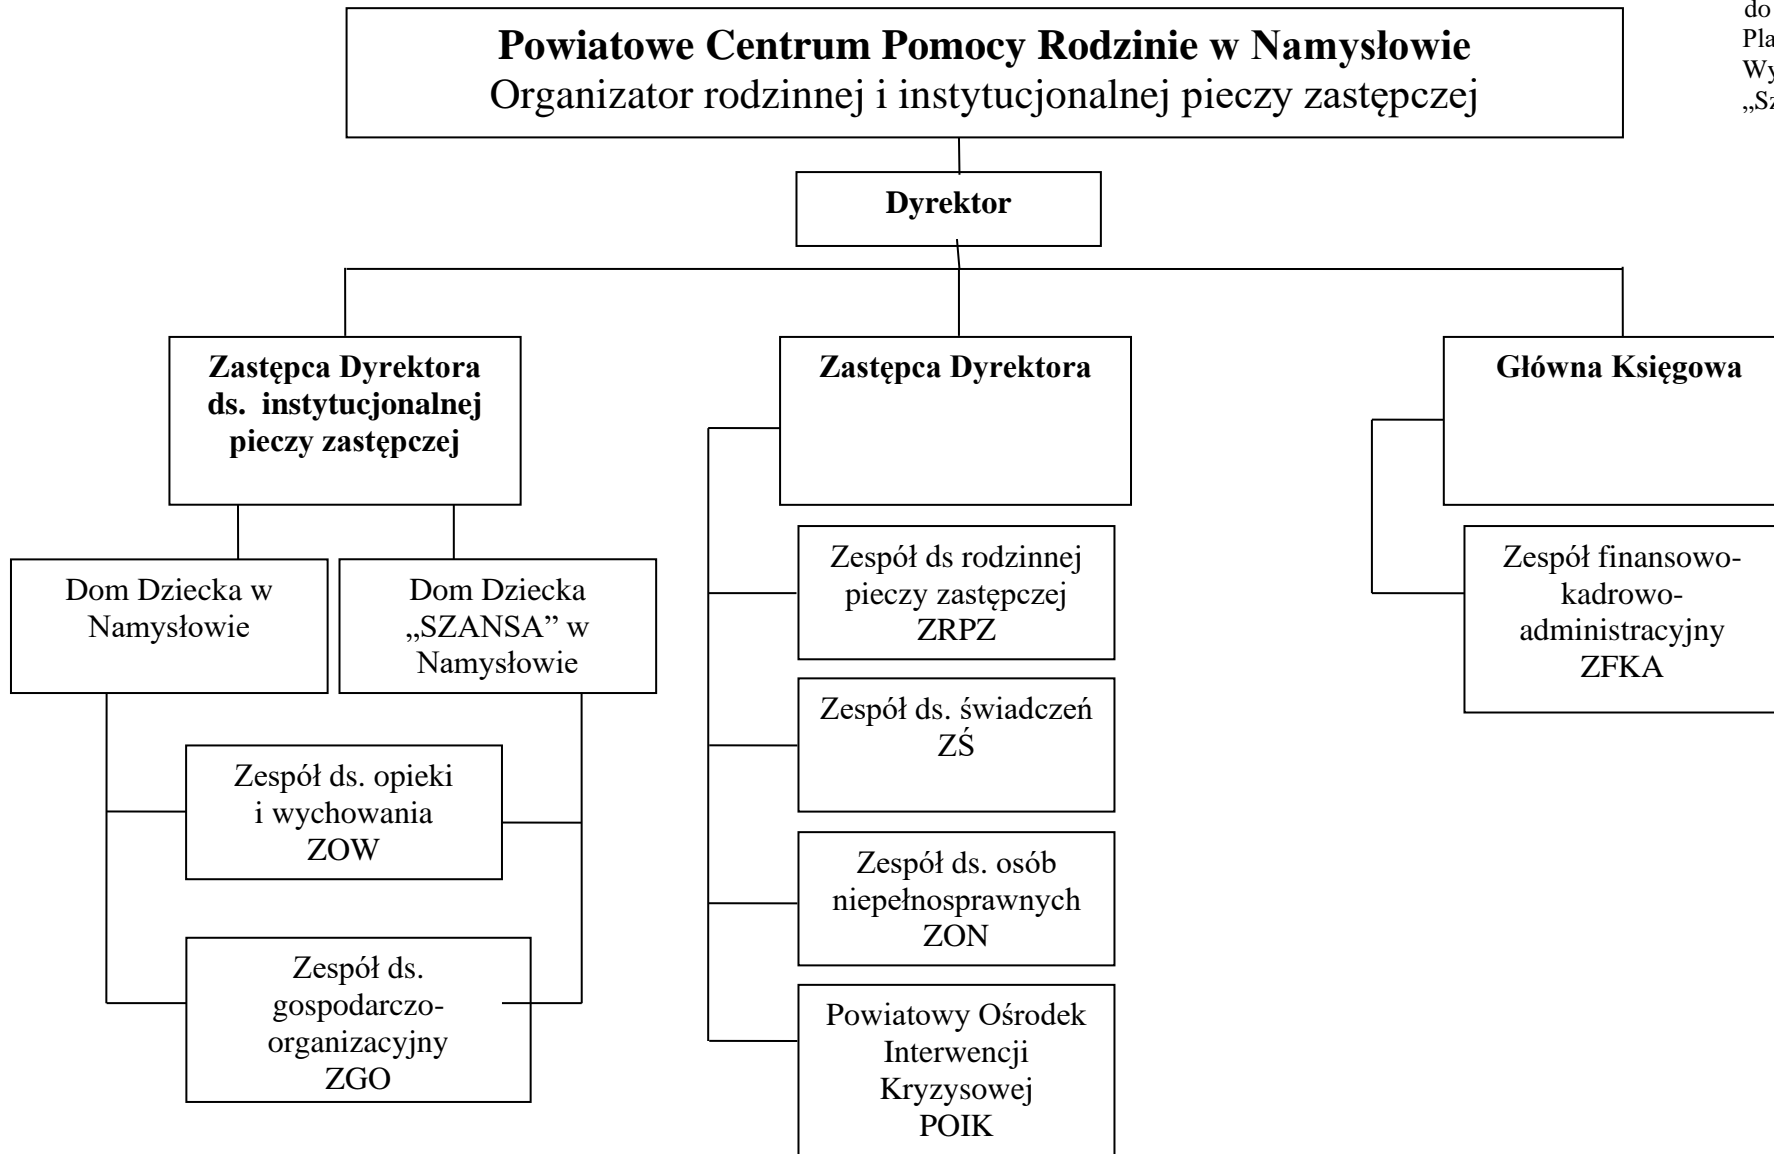 Powiatowe Centrum Pomocy Rodzinie w Namysłowie
Organizator rodzinnej i instytucjonalnej pieczy zastępczej
do
Dyrektor
Zastępca Dyrektora
ds. instytucjonalnej
pieczy zastępczej
Zastępca Dyrektora
Główna Księgowa
Dom Dziecka w
Namysłowie
Dom Dziecka
„SZANSA” w
Namysłowie
Zespół ds. opieki
i wychowania
ZOW
Zespół ds.
gospodarczo-
organizacyjny
ZGO
Zespół ds rodzinnej
pieczy zastępczej
ZRPZ
Zespół ds. świadczeń
ZŚ
Zespół ds. osób
niepełnosprawnych
ZON
Powiatowy Ośrodek
Interwencji
Kryzysowej
POIK
Zespół finansowo-
kadrowo-
administracyjny
ZFKA